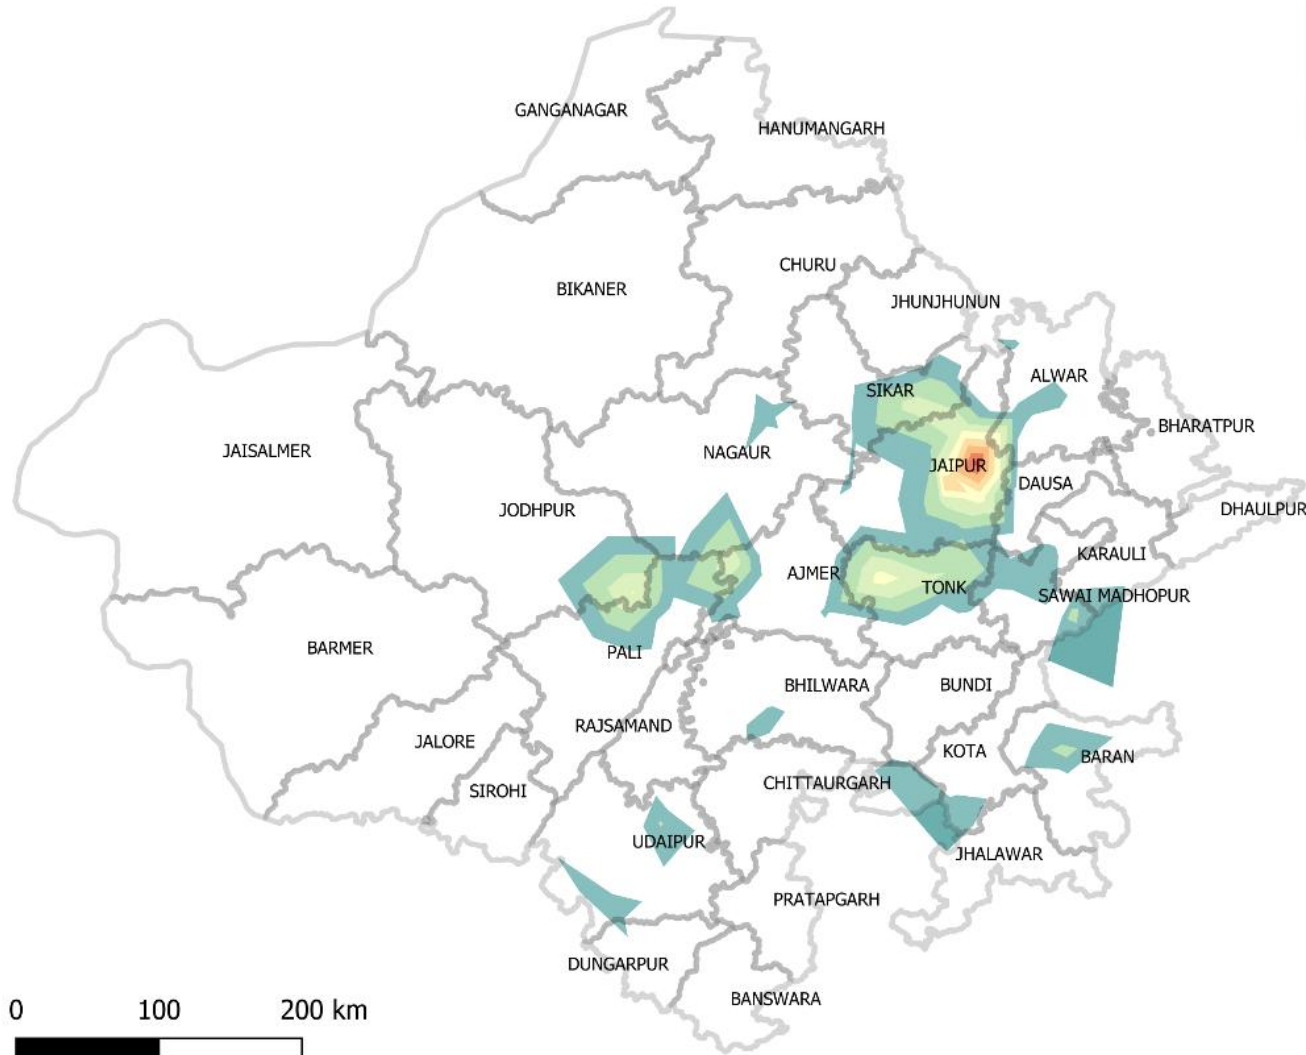 GANGANAGAR
HANUMANGARH
CHURU
BIKANER
JHUNJHUNUN
SIKAR
ALWAR
BHARATPUR
JAISALMER
NAGAUR
JAIPUR
DAUSA
JODHPUR
DHAULPUR
KARAULI
AJMER
TONK
SAWAI MADHOPUR
BARMER
PALI
BHILWARA
BUNDI
RAJSAMAND
JALORE
KOTA
BARAN
SIROHI
CHITTAURGARH
UDAIPUR
JHALAWAR
PRATAPGARH
DUNGARPUR
BANSWARA
0 100 200 km